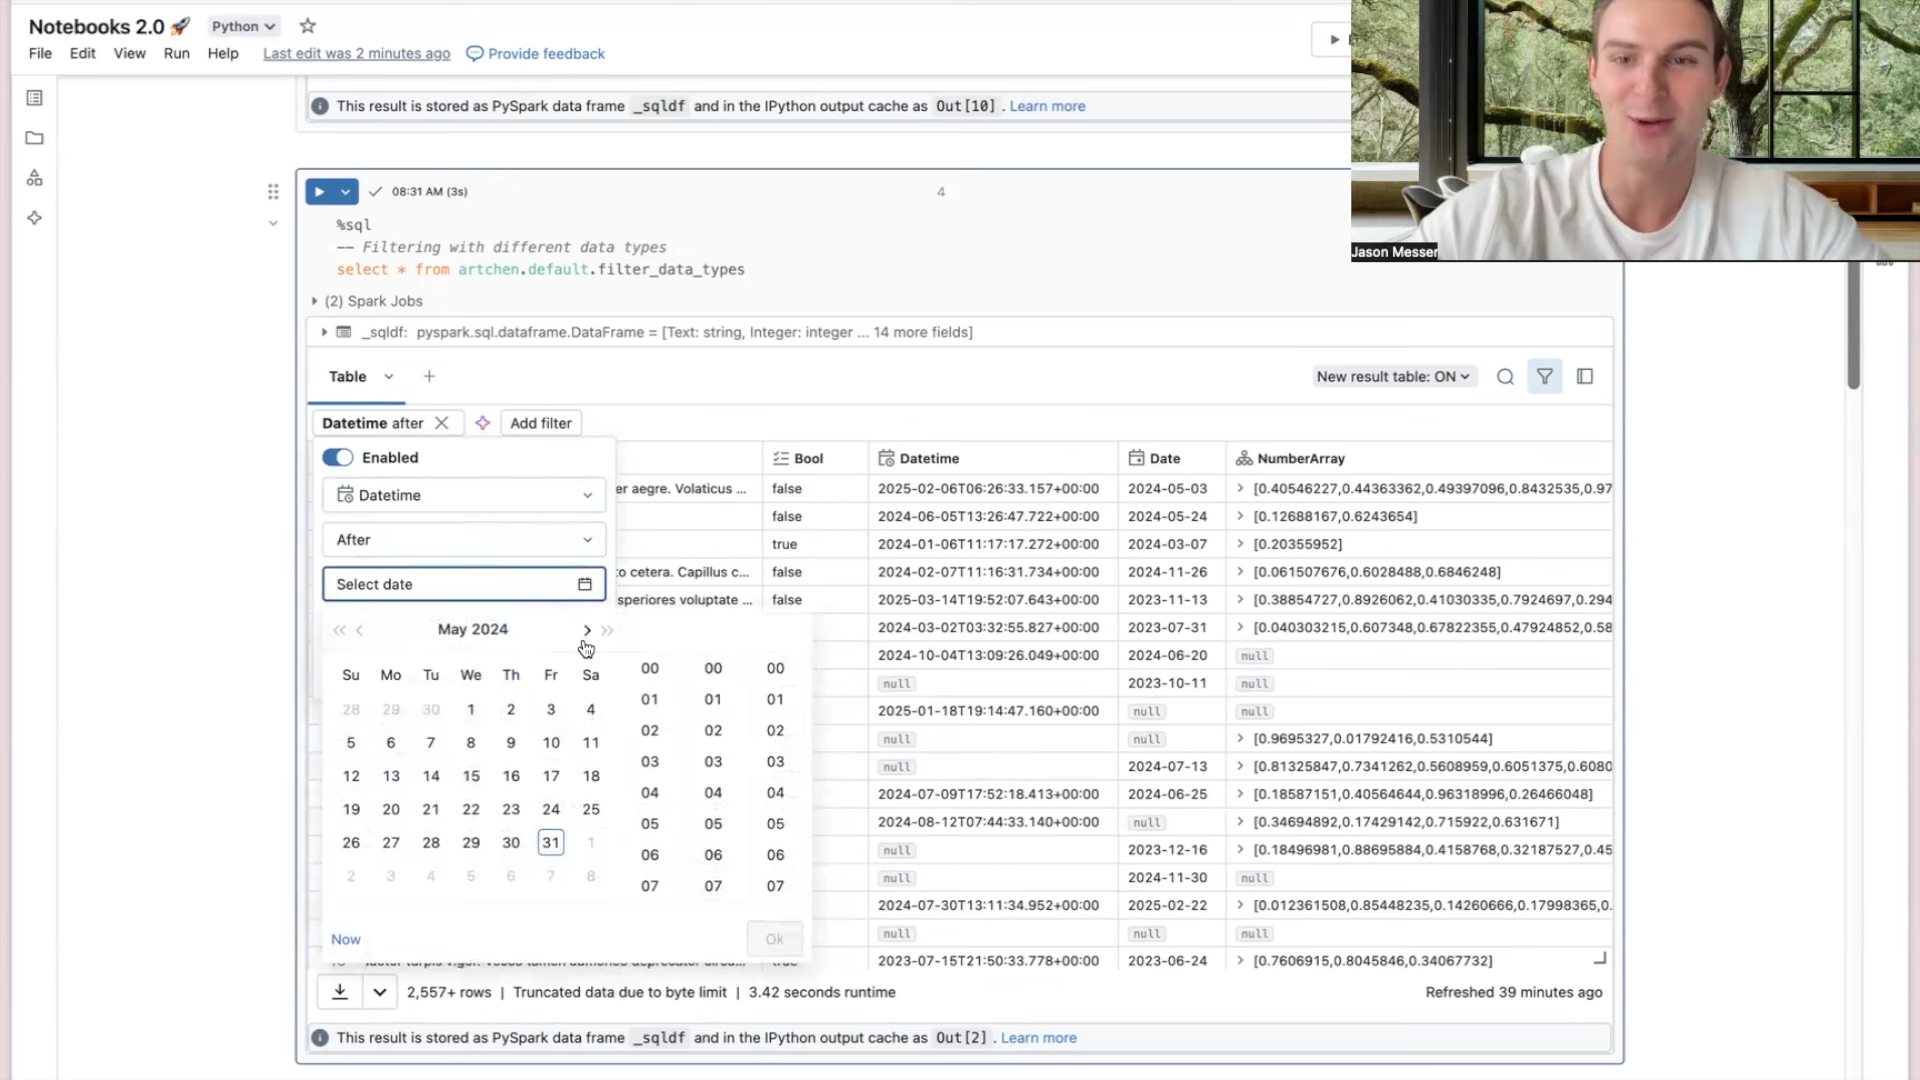 Notebooks 2.0 🚀 Python
File Edit View Run Help Last edit was 2 minutes ago Provide feedback
This result is stored as PySpark data frame _sqldf and in the IPython output cache as Out[10] . Learn more
Jason Messer
08:31 AM (3s) 4
%sql
-- Filtering with different data types
select * from artchen.default.filter_data_types
(2) Spark Jobs
_sqldf: pyspark.sql.dataframe.DataFrame = [Text: string, Integer: integer ... 14 more fields]
Table + New result table: ON
Datetime after Add filter
Enabled
Datetime
After
Select date
May 2024
Su Mo Tu We Th Fr Sa
28 29 30 1 2 3 4
5 6 7 8 9 10 11
12 13 14 15 16 17 18
19 20 21 22 23 24 25
26 27 28 29 30 31 1
2 3 4 5 6 7 8
00 00 00
01 01 01
02 02 02
03 03 03
04 04 04
05 05 05
06 06 06
07 07 07
Now Ok
Bool Datetime Date NumberArray
er aegre. Volaticus ... false 2025-02-06T06:26:33.157+00:00 2024-05-03 [0.40546227,0.44363362,0.49397096,0.8432535,0.97
false 2024-06-05T13:26:47.722+00:00 2024-05-24 [0.12688167,0.6243654]
true 2024-01-06T11:17:17.272+00:00 2024-03-07 [0.20355952]
o cetera. Capillus c... false 2024-02-07T11:16:31.734+00:00 2024-11-26 [0.061507676,0.6028488,0.6846248]
speriores voluptate ... false 2025-03-14T19:52:07.643+00:00 2023-11-13 [0.38854727,0.8926062,0.41030335,0.7924697,0.294
2024-03-02T03:32:55.827+00:00 2023-07-31 [0.040303215,0.607348,0.67822355,0.47924852,0.58
2024-10-04T13:09:26.049+00:00 2024-06-20 null
null 2023-10-11 null
2025-01-18T19:14:47.160+00:00 null null
null null [0.9695327,0.01792416,0.5310544]
null 2024-07-13 [0.81325847,0.7341262,0.5608959,0.6051375,0.6080
2024-07-09T17:52:18.413+00:00 2024-06-25 [0.18587151,0.40564644,0.96318996,0.26466048]
2024-08-12T07:44:33.140+00:00 null [0.34694892,0.17429142,0.715922,0.631671]
null 2023-12-16 [0.18496981,0.88695884,0.4158768,0.32187527,0.45
null 2024-11-30 null
2024-07-30T13:11:34.952+00:00 2025-02-22 [0.012361508,0.85448235,0.14260666,0.17998365,0.
null null null
2023-07-15T21:50:33.778+00:00 2023-06-24 [0.7606915,0.8045846,0.34067732]
2,557+ rows | Truncated data due to byte limit | 3.42 seconds runtime Refreshed 39 minutes ago
This result is stored as PySpark data frame _sqldf and in the IPython output cache as Out[2] . Learn more